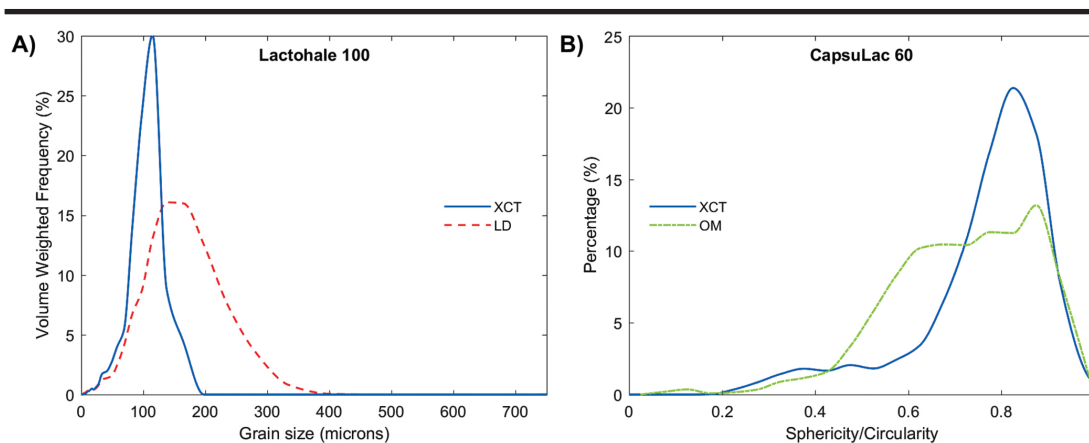 A)
Lactohale 100
Volume Weighted Frequency (%)
30
25
20
15
10
5
0
XCT
LD
0 100 200 300 400 500 600 700
Grain size (microns)
B)
CapsuLac 60
Percentage (%)
25
20
15
10
5
0
XCT
OM
0 0.2 0.4 0.6 0.8
Sphericity/Circularity